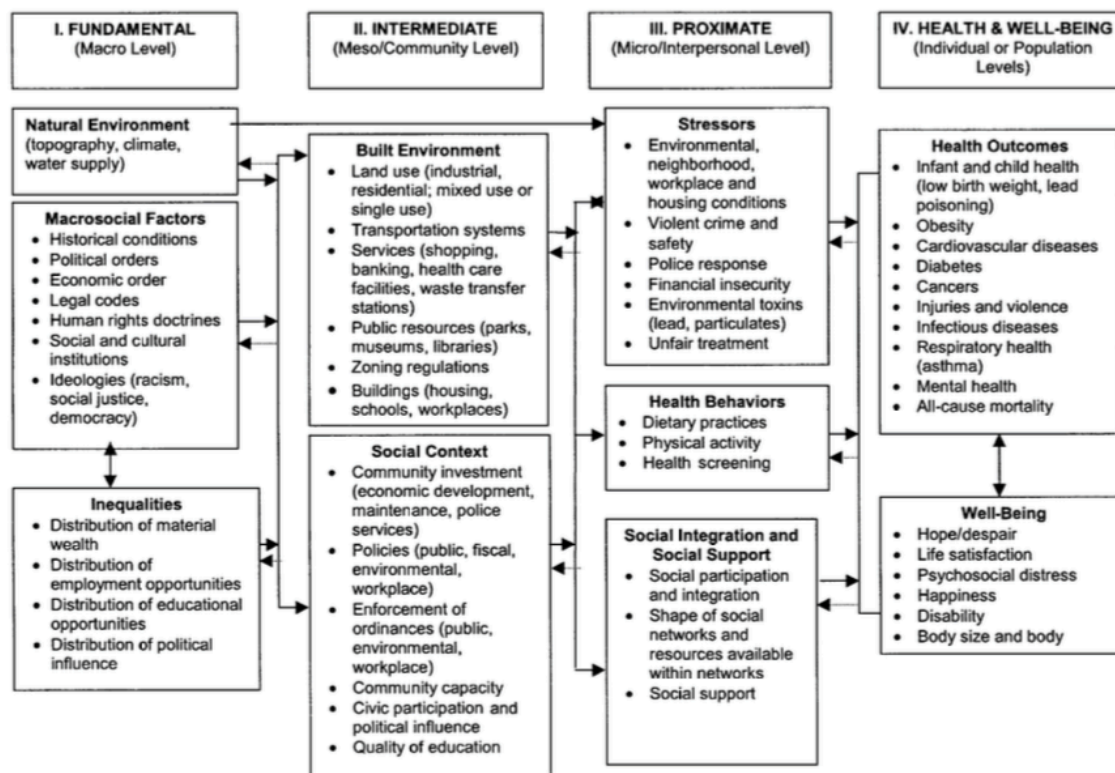 I. FUNDAMENTAL
(Macro Level)
II. INTERMEDIATE
(Meso/Community Level)
III. PROXIMATE
(Micro/Interpersonal Level)
IV. HEALTH & WELL-BEING
(Individual or Population
Levels)
Natural Environment
(topography, climate,
water supply)
Macrosocial Factors
• Historical conditions
• Political orders
• Economic order
• Legal codes
• Human rights doctrines
• Social and cultural
institutions
• Ideologies (racism,
social justice,
democracy)
Inequalities
• Distribution of material
wealth
• Distribution of
employment opportunities
• Distribution of educational
opportunities
• Distribution of political
influence
Built Environment
• Land use (industrial,
residential; mixed use or
single use)
• Transportation systems
• Services (shopping,
banking, health care
facilities, waste transfer
stations)
• Public resources (parks,
museums, libraries)
• Zoning regulations
• Buildings (housing,
schools, workplaces)
Social Context
• Community investment
(economic development,
maintenance, police
services)
• Policies (public, fiscal,
environmental,
workplace)
• Enforcement of
ordinances (public,
environmental,
workplace)
• Community capacity
• Civic participation and
political influence
• Quality of education
Stressors
• Environmental,
neighborhood,
workplace and
housing conditions
• Violent crime and
safety
• Police response
• Financial insecurity
• Environmental toxins
(lead, particulates)
• Unfair treatment
Health Behaviors
• Dietary practices
• Physical activity
• Health screening
Social Integration and
Social Support
• Social participation
and integration
• Shape of social
networks and
resources available
within networks
• Social support
Health Outcomes
• Infant and child health
(low birth weight, lead
poisoning)
• Obesity
• Cardiovascular diseases
• Diabetes
• Cancers
• Injuries and violence
• Infectious diseases
• Respiratory health
(asthma)
• Mental health
• All-cause mortality
Well-Being
• Hope/despair
• Life satisfaction
• Psychosocial distress
• Happiness
• Disability
• Body size and body